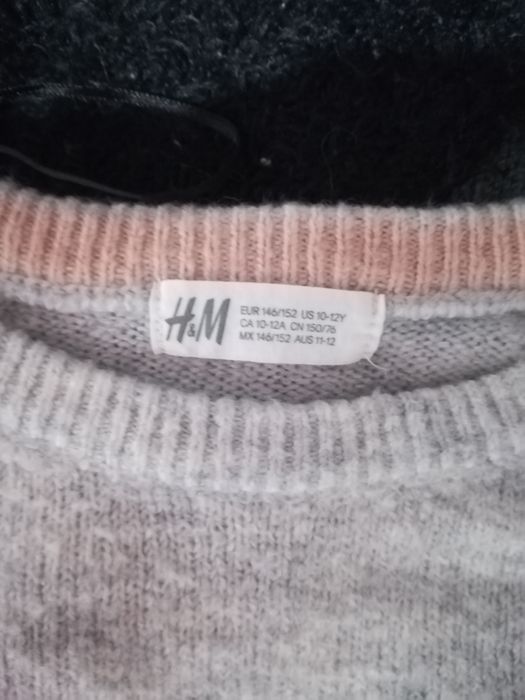 H&M
EUR 146/152 US 10-12Y
CA 10-12A CN 150/76
MX 146/152 AUS 11-12